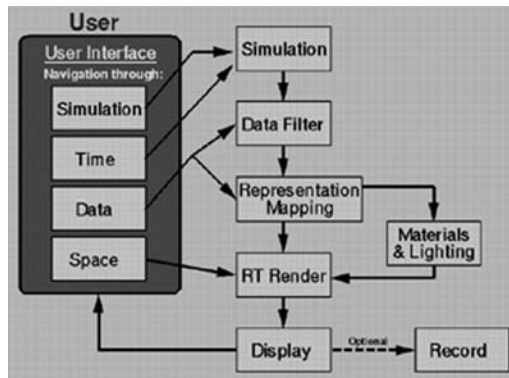 User
User Interface
Navigation through:
Simulation
Time
Data
Space
Simulation
Data Filter
Representation
Mapping
Materials
& Lighting
RT Render
Display
Optional
Record